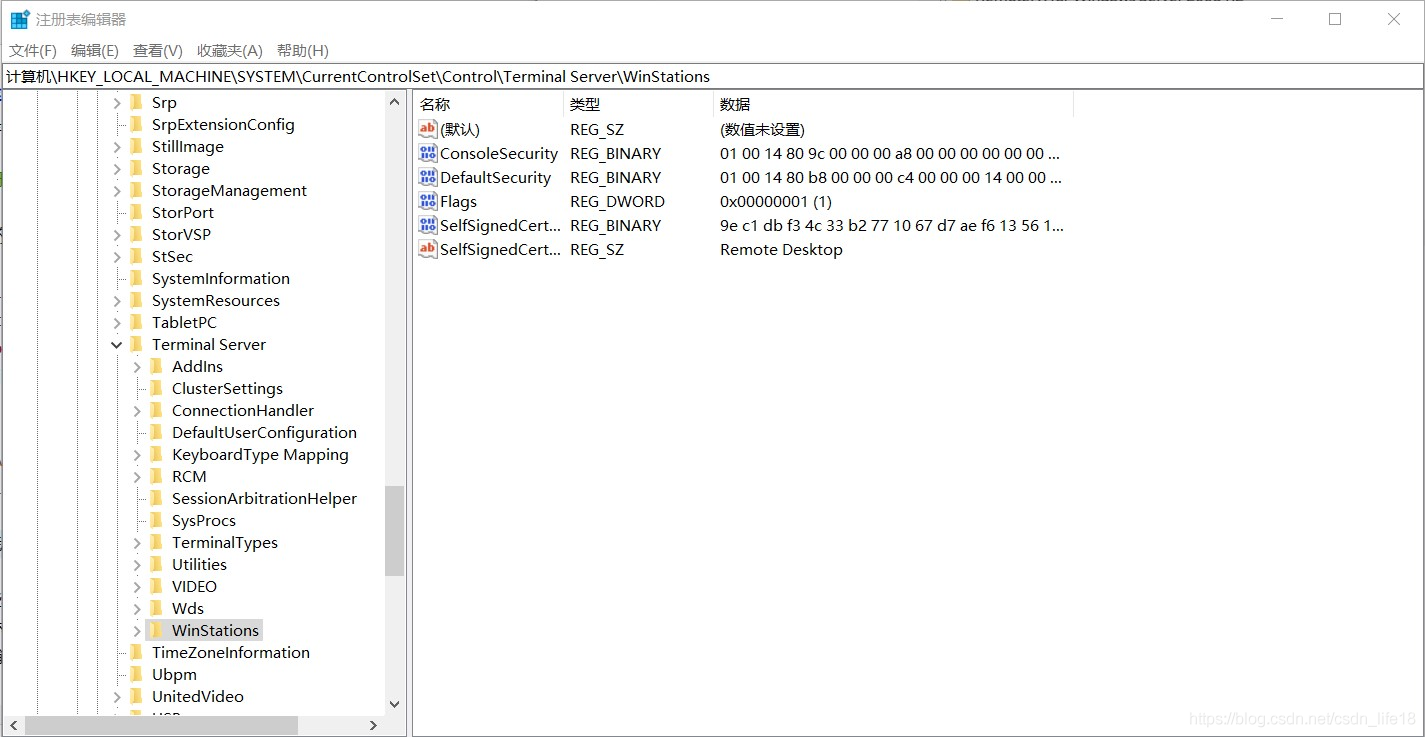 注册表编辑器
文件(F) 编辑(E) 查看(V) 收藏夹(A) 帮助(H)
计算机\HKEY_LOCAL_MACHINE\SYSTEM\CurrentControlSet\Control\Terminal Server\WinStations
Srp
SrpExtensionConfig
StillImage
Storage
StorageManagement
StorPort
StorVSP
StSec
SystemInformation
SystemResources
TabletPC
Terminal Server
AddIns
ClusterSettings
ConnectionHandler
DefaultUserConfiguration
KeyboardType Mapping
RCM
SessionArbitrationHelper
SysProcs
TerminalTypes
Utilities
VIDEO
Wds
WinStations
TimeZoneInformation
Ubpm
UnitedVideo
名称 类型 数据
(默认) REG_SZ (数值未设置)
ConsoleSecurity REG_BINARY 01 00 14 80 9c 00 00 00 a8 00 00 00 00 00 00 ...
DefaultSecurity REG_BINARY 01 00 14 80 b8 00 00 00 c4 00 00 00 14 00 00 ...
Flags REG_DWORD 0x00000001 (1)
SelfSignedCert... REG_BINARY 9e c1 db f3 4c 33 b2 77 10 67 d7 ae f6 13 56 1...
SelfSignedCert... REG_SZ Remote Desktop
https://blog.csdn.net/csdn_life18